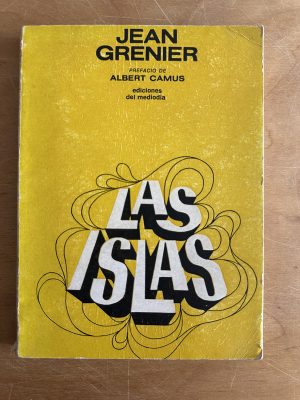 JEAN
GRENIER
PREFACIO DE
ALBERT CAMUS
ediciones
del mediodía
LAS
ISLAS